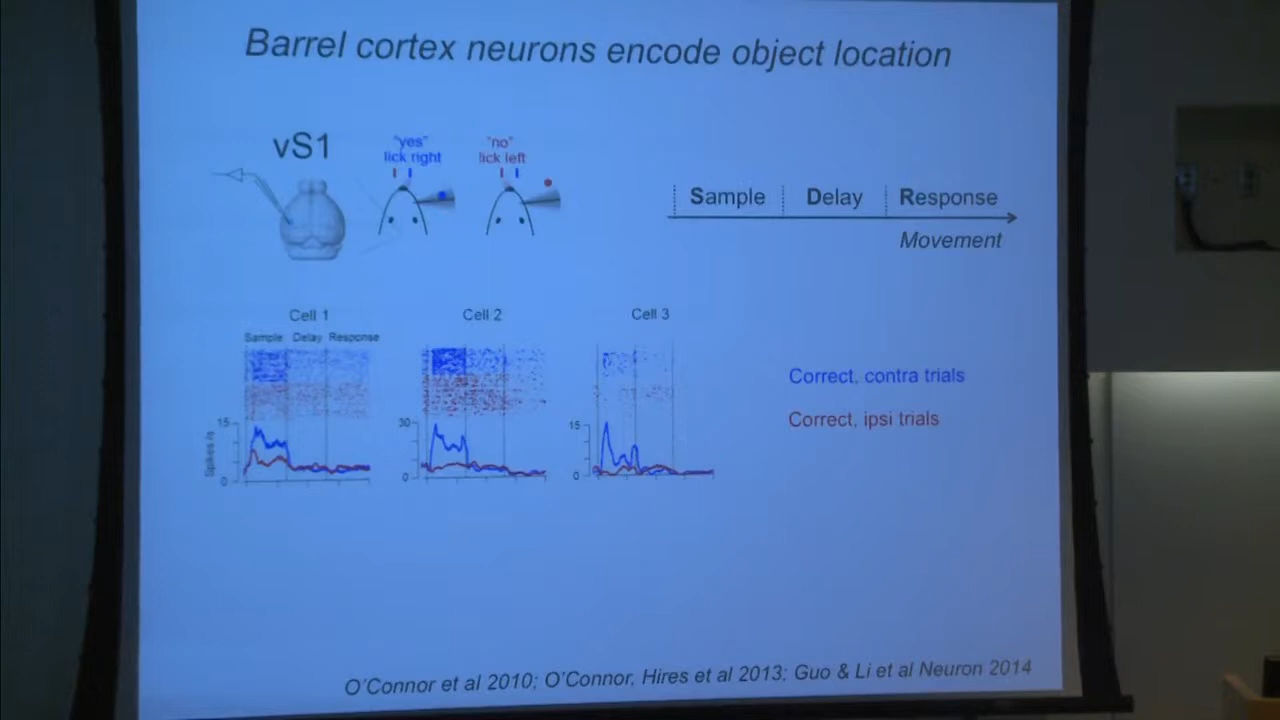 Barrel cortex neurons encode object location
vS1
"yes"
lick right
"no"
lick left
Sample Delay Response
Movement
Cell 1
Cell 2
Cell 3
Sample Delay Response
15
0
Spikes /s
30
0
15
0
Correct, contra trials
Correct, ipsi trials
O'Connor et al 2010; O'Connor, Hires et al 2013; Guo & Li et al Neuron 2014